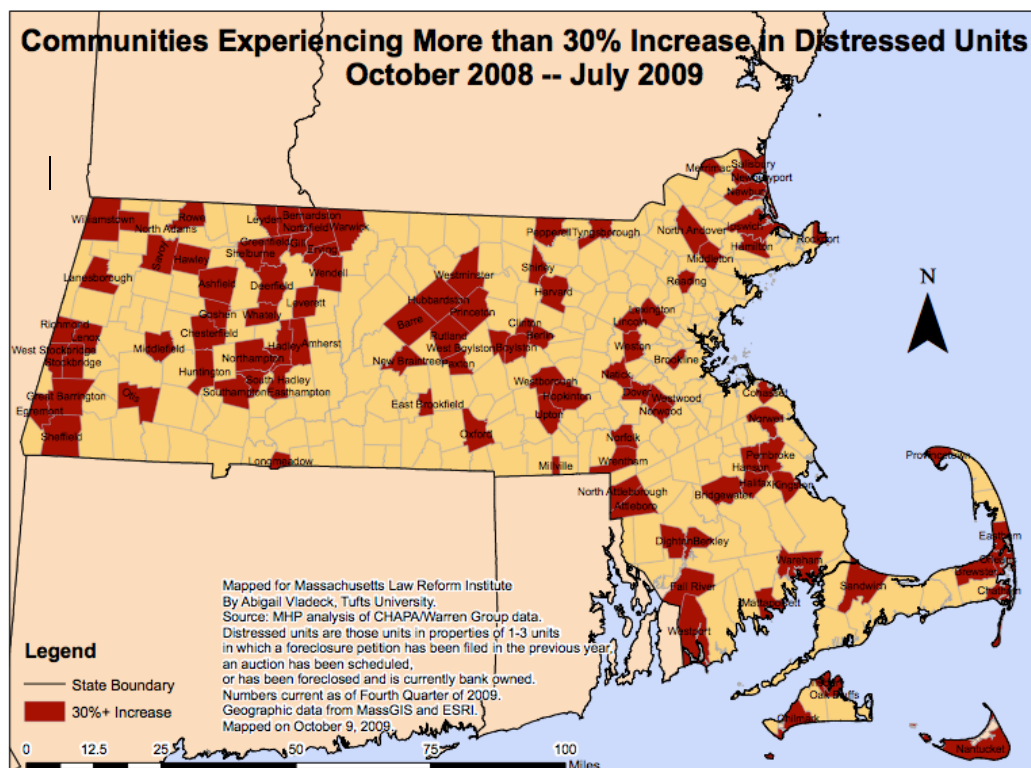 Communities Experiencing More than 30% Increase in Distressed Units
October 2008 -- July 2009
Merrimac
Salisbury
Newburyport
Newbury
Williamstown
North Adams
Rowe
Leyden
Bernardston
Northfield
Warwick
Greenfield
Gill
Erving
Shelburne
Savoy
Hawley
Pepperell
Tyngsborough
North Andover
Ipswich
Hamilton
Rockport
Middleton
Lanesborough
Ashfield
Deerfield
Wendell
Westminster
Shirley
Harvard
Reading
N
Leverett
Hubbardston
Princeton
Goshen
Whately
Barre
Lexington
Richmond
Lenox
Chesterfield
Clinton
Berlin
Lincoln
Rutland
West Stockbridge
Stockbridge
Middlefield
Hadley
Amherst
West Boylston
Boylston
Weston
Northampton
New Braintree
Paxton
Brookline
Huntington
South Hadley
Westborough
Natick
Great Barrington
Otis
Southampton
Easthampton
Hopkinton
Dover
Westwood
Cohasset
Egremont
East Brookfield
Upton
Norwood
Norwell
Sheffield
Oxford
Norfolk
Longmeadow
Millville
Wrentham
Pembroke
Hanson
Provincetown
North Attleborough
Attleboro
Bridgewater
Halifax
Kingston
Dighton
Berkley
Eastham
Wareham
Brewster
Fall River
Sandwich
Chatham
Mattapoisett
Westport
Oak Bluffs
Chilmark
Nantucket
Mapped for Massachusetts Law Reform Institute
By Abigail Vladeck, Tufts University.
Source: MHP analysis of CHAPA/Warren Group data.
Distressed units are those units in properties of 1-3 units
in which a foreclosure petition has been filed in the previous year,
an auction has been scheduled,
or has been foreclosed and is currently bank owned.
Numbers current as of Fourth Quarter of 2009.
Geographic data from MassGIS and ESRI.
Mapped on October 9, 2009.
Legend
State Boundary
30%+ Increase
0 12.5 25 50 75 100
Miles